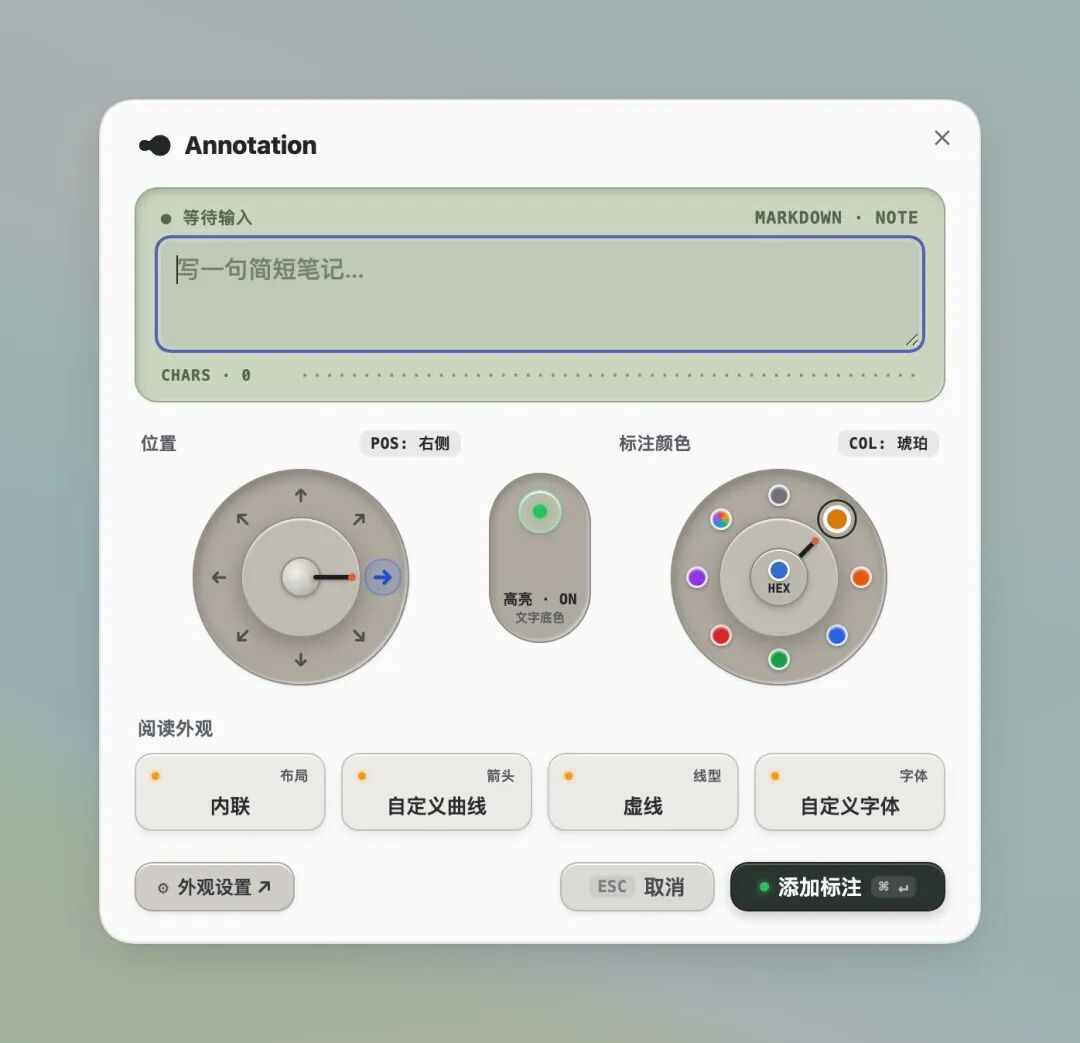 Annotation
等待输入
MARKDOWN · NOTE
写一句简短笔记...
CHARS · 0
位置
POS: 右侧
标注颜色
COL: 琥珀
HEX
高亮 · ON
文字底色
阅读外观
布局
内联
箭头
自定义曲线
线型
虚线
字体
自定义字体
外观设置 ↗
ESC 取消
添加标注 ⌘ ↵